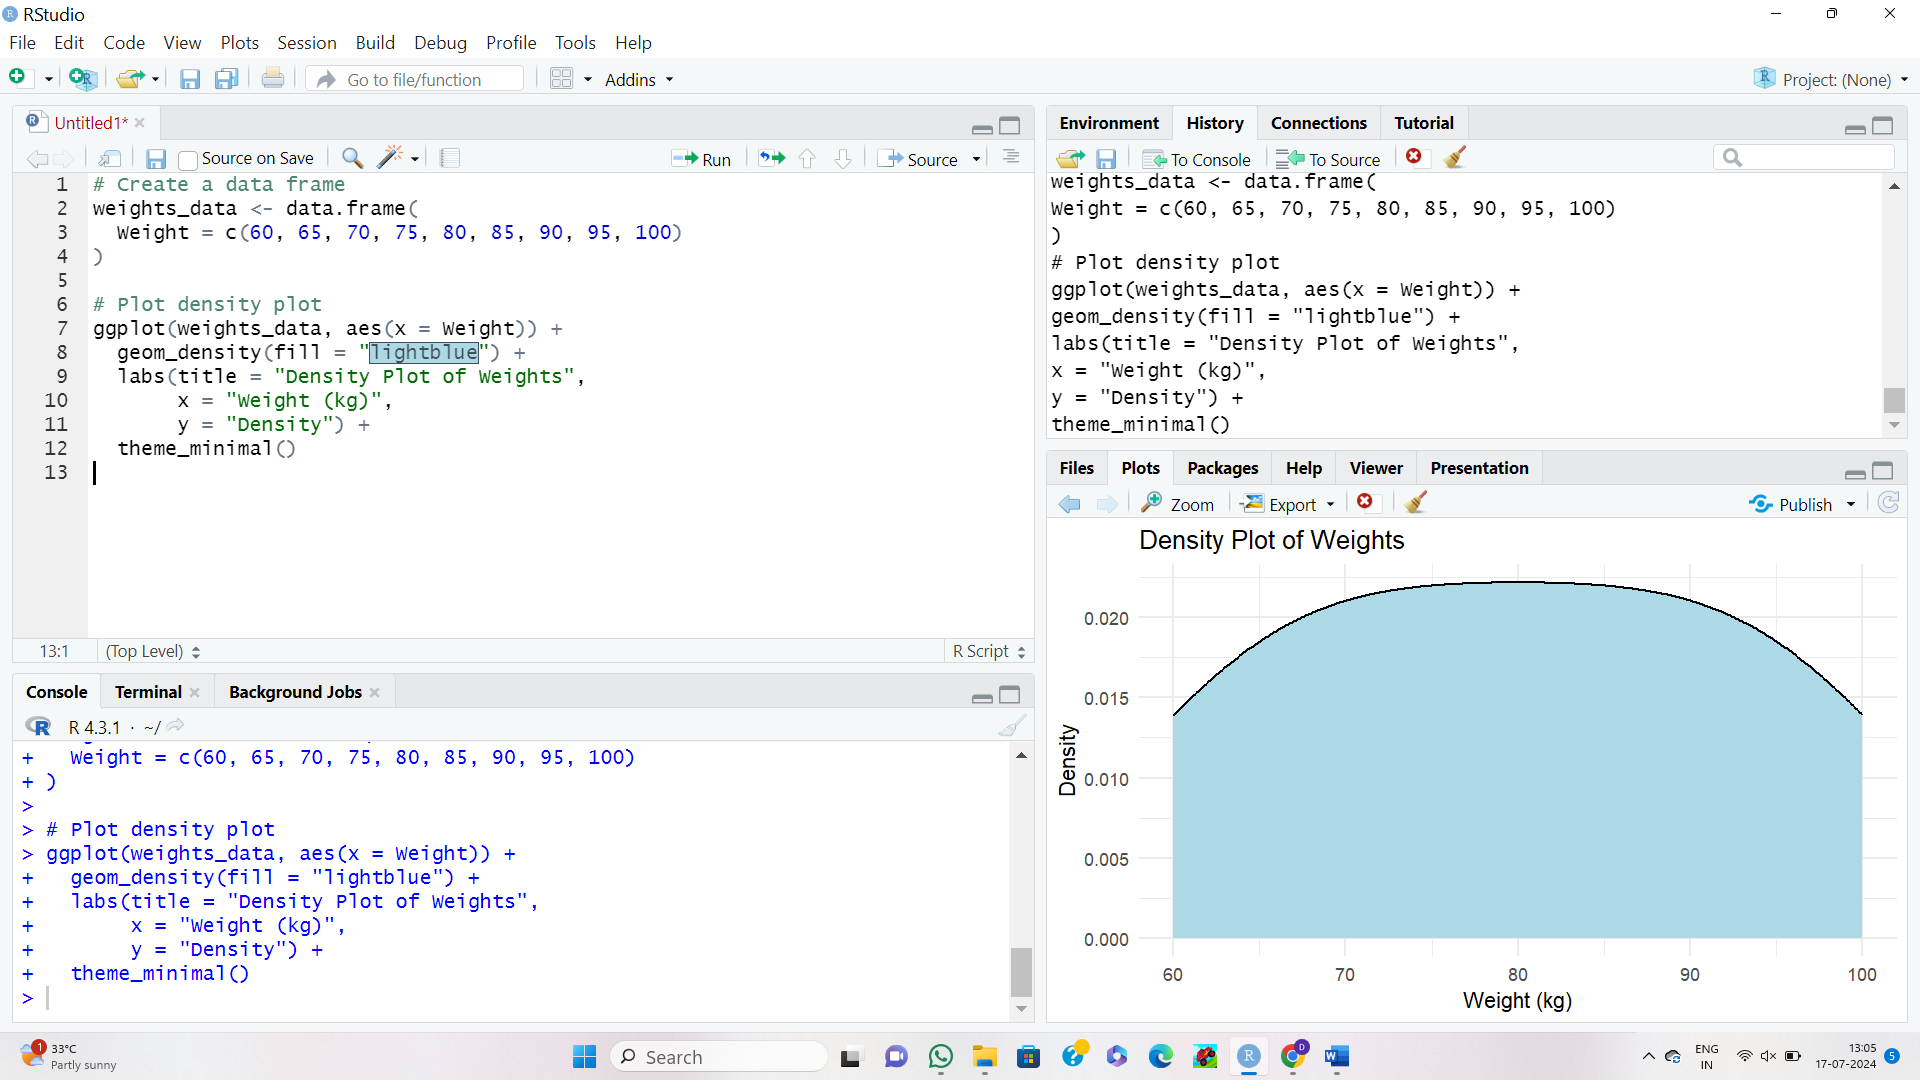 RStudio
File Edit Code View Plots Session Build Debug Profile Tools Help
Go to file/function Addins Project: (None)
Untitled1*
Source on Save Run Source
1 # Create a data frame
2 weights_data <- data.frame(
3   Weight = c(60, 65, 70, 75, 80, 85, 90, 95, 100)
4 )
5
6 # Plot density plot
7 ggplot(weights_data, aes(x = Weight)) +
8   geom_density(fill = "lightblue") +
9   labs(title = "Density Plot of Weights",
10        x = "Weight (kg)",
11        y = "Density") +
12   theme_minimal()
13
13:1 (Top Level) R Script
Console Terminal Background Jobs
R 4.3.1 · ~/
+   Weight = c(60, 65, 70, 75, 80, 85, 90, 95, 100)
+ )
>
> # Plot density plot
> ggplot(weights_data, aes(x = Weight)) +
+   geom_density(fill = "lightblue") +
+   labs(title = "Density Plot of Weights",
+        x = "Weight (kg)",
+        y = "Density") +
+   theme_minimal()
>
Environment History Connections Tutorial
To Console To Source
weights_data <- data.frame(
Weight = c(60, 65, 70, 75, 80, 85, 90, 95, 100)
)
# Plot density plot
ggplot(weights_data, aes(x = Weight)) +
geom_density(fill = "lightblue") +
labs(title = "Density Plot of Weights",
x = "Weight (kg)",
y = "Density") +
theme_minimal()
Files Plots Packages Help Viewer Presentation
Zoom Export Publish
Density Plot of Weights
0.020
0.015
0.010
0.005
0.000
Density
60 70 80 90 100
Weight (kg)
1 33°C
Partly sunny
Search
D
ENG
IN
13:05
17-07-2024
5